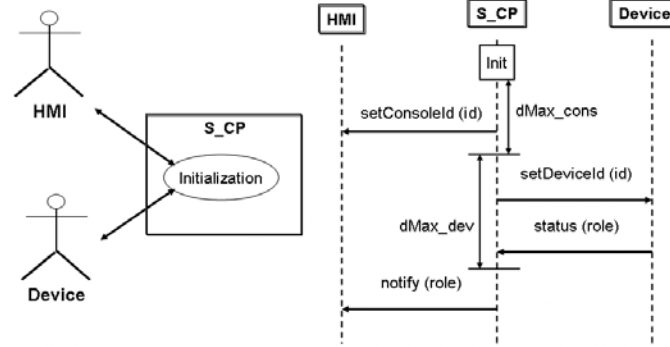 HMI
Device
S_CP
Initialization
HMI
S_CP
Device
Init
setConsoleId (id)
dMax_cons
setDeviceId (id)
dMax_dev
status (role)
notify (role)